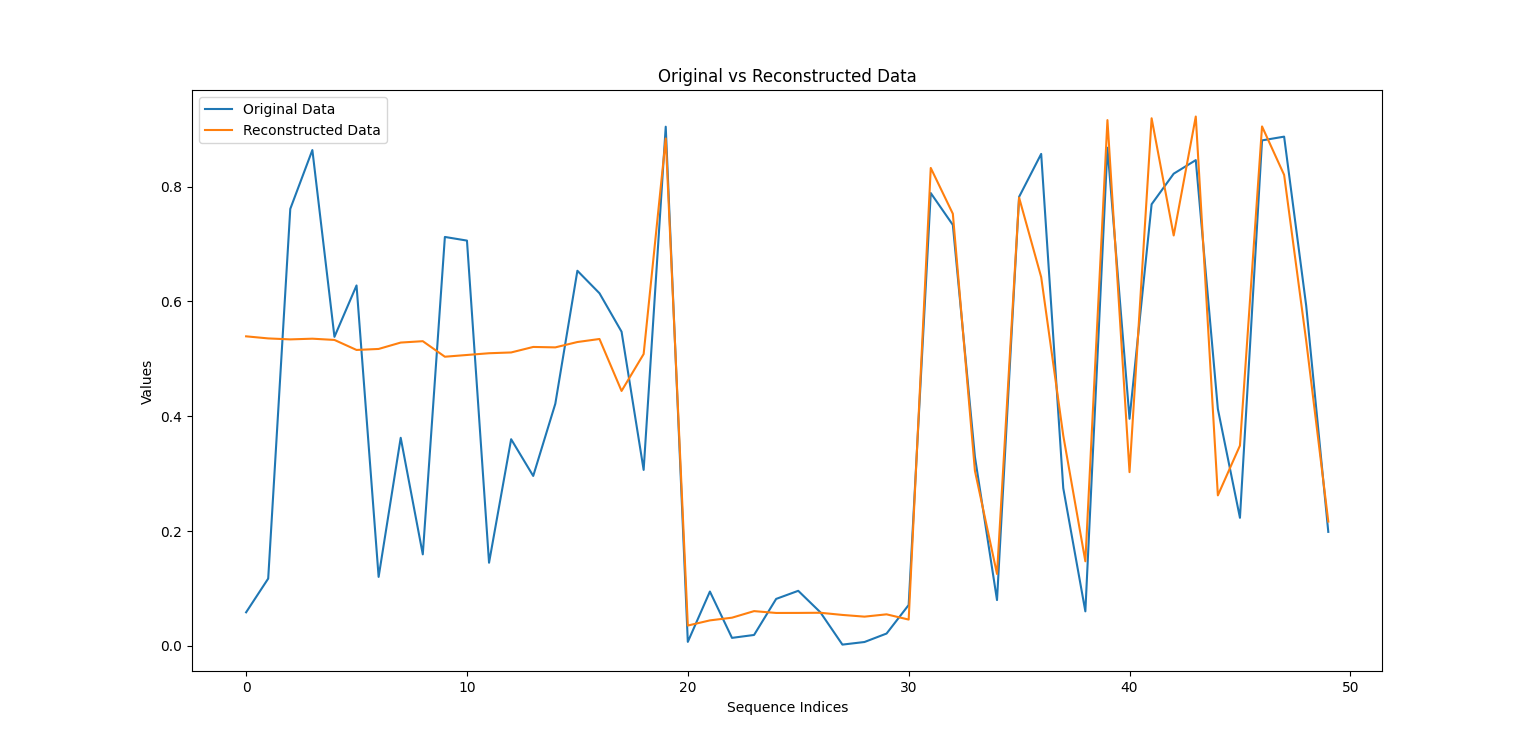 Original vs Reconstructed Data
Original Data
Reconstructed Data
Values
0.8
0.6
0.4
0.2
0.0
0 10 20 30 40 50
Sequence Indices